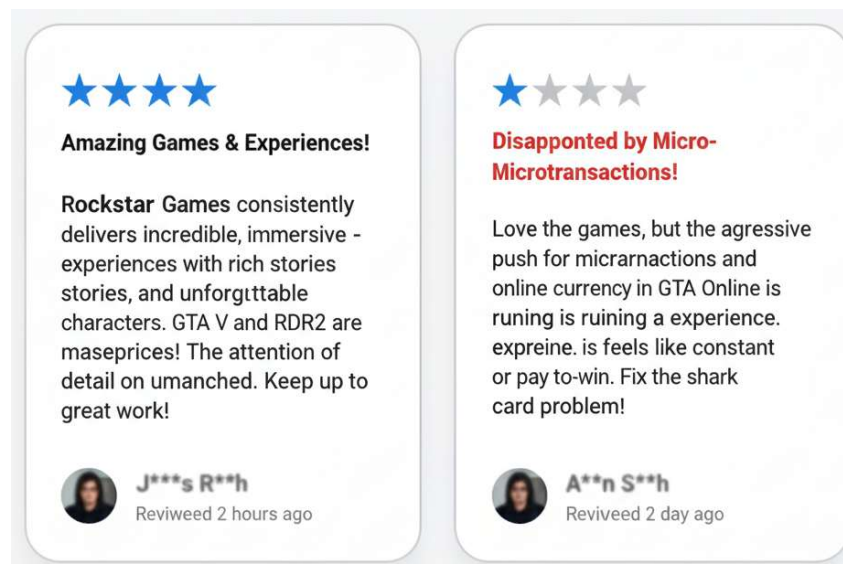 Amazing Games & Experiences!
Rockstar Games consistently
delivers incredible, immersive -
experiences with rich stories
stories, and unforgıttable
characters. GTA V and RDR2 are
maseprices! The attention of
detail on umanched. Keep up to
great work!
J***s R**h
Reviweed 2 hours ago
Disapponted by Micro-
Microtransactions!
Love the games, but the agressive
push for micrarnactions and
online currency in GTA Online is
runing is ruining a experience.
expreine. is feels like constant
or pay to-win. Fix the shark
card problem!
A**n S**h
Reviveed 2 day ago